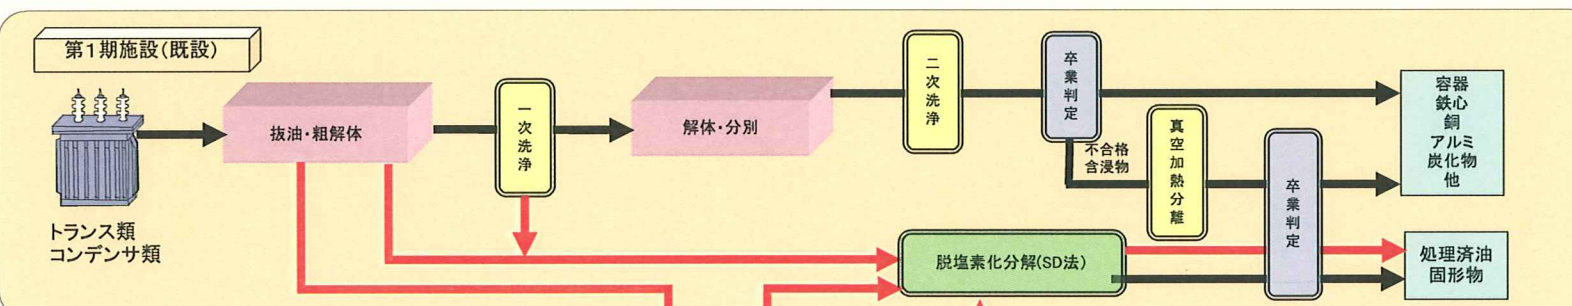 第1期施設(既設)
トランス類
コンデンサ類
抜油・粗解体
一次洗浄
解体・分別
二次洗浄
卒業判定
不合格
含浸物
真空加熱分離
卒業判定
脱塩素化分解(SD法)
容器
鉄心
銅
アルミ
炭化物
他
処理済油
固形物